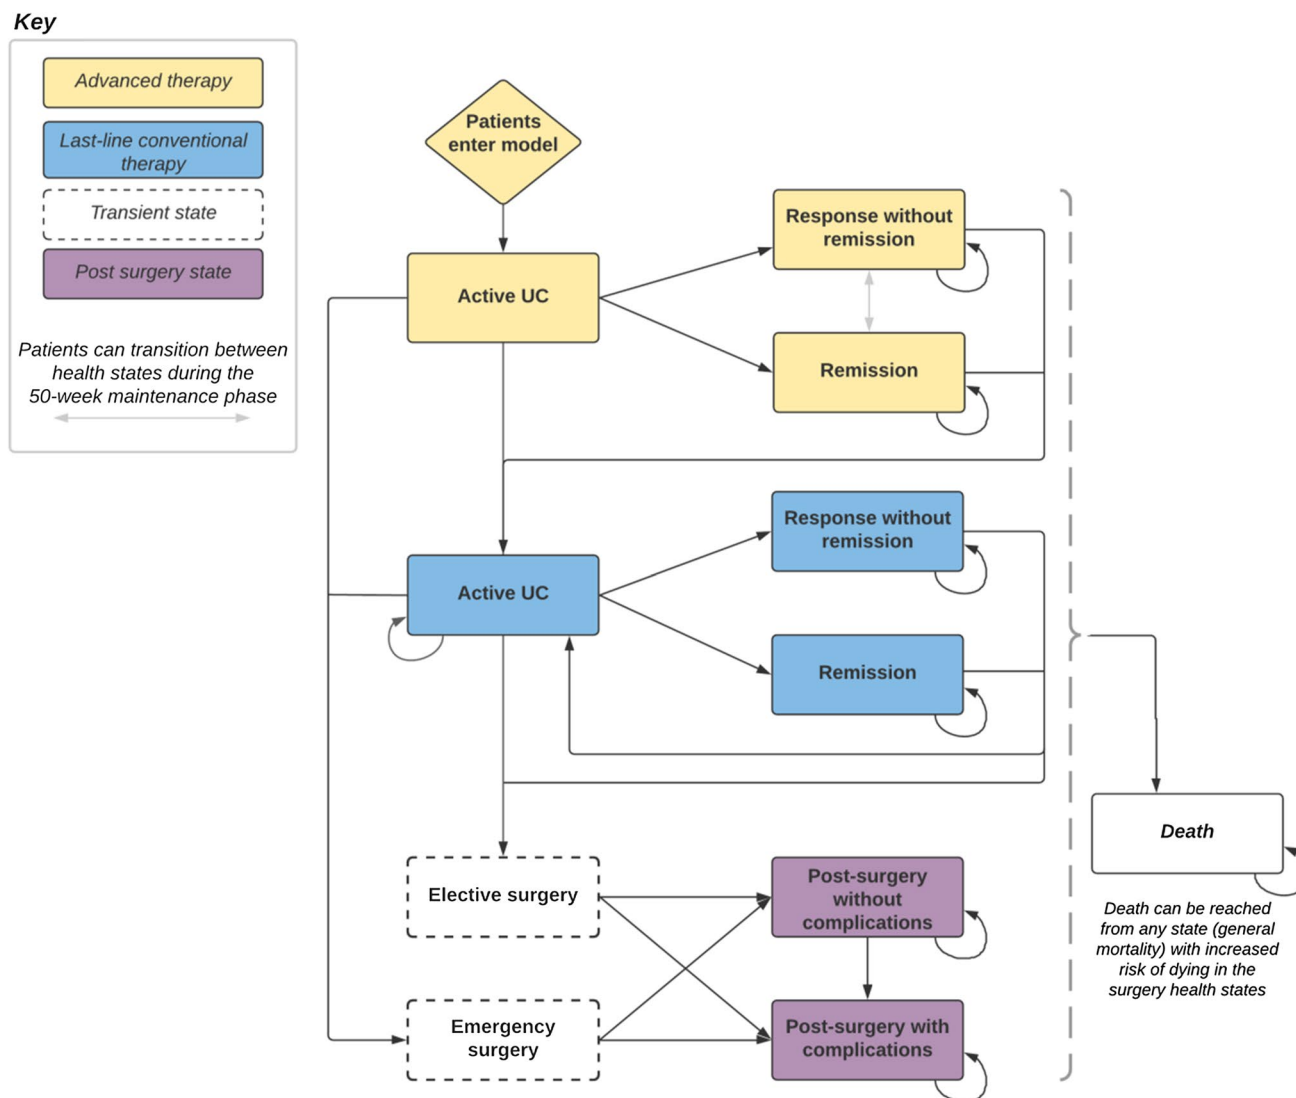 Key
Advanced therapy
Last-line conventional
therapy
Transient state
Post surgery state
Patients can transition between
health states during the
50-week maintenance phase
Patients
enter model
Active UC
Response without
remission
Remission
Active UC
Response without
remission
Remission
Elective surgery
Emergency
surgery
Post-surgery
without
complications
Post-surgery with
complications
Death
Death can be reached
from any state (general
mortality) with increased
risk of dying in the
surgery health states